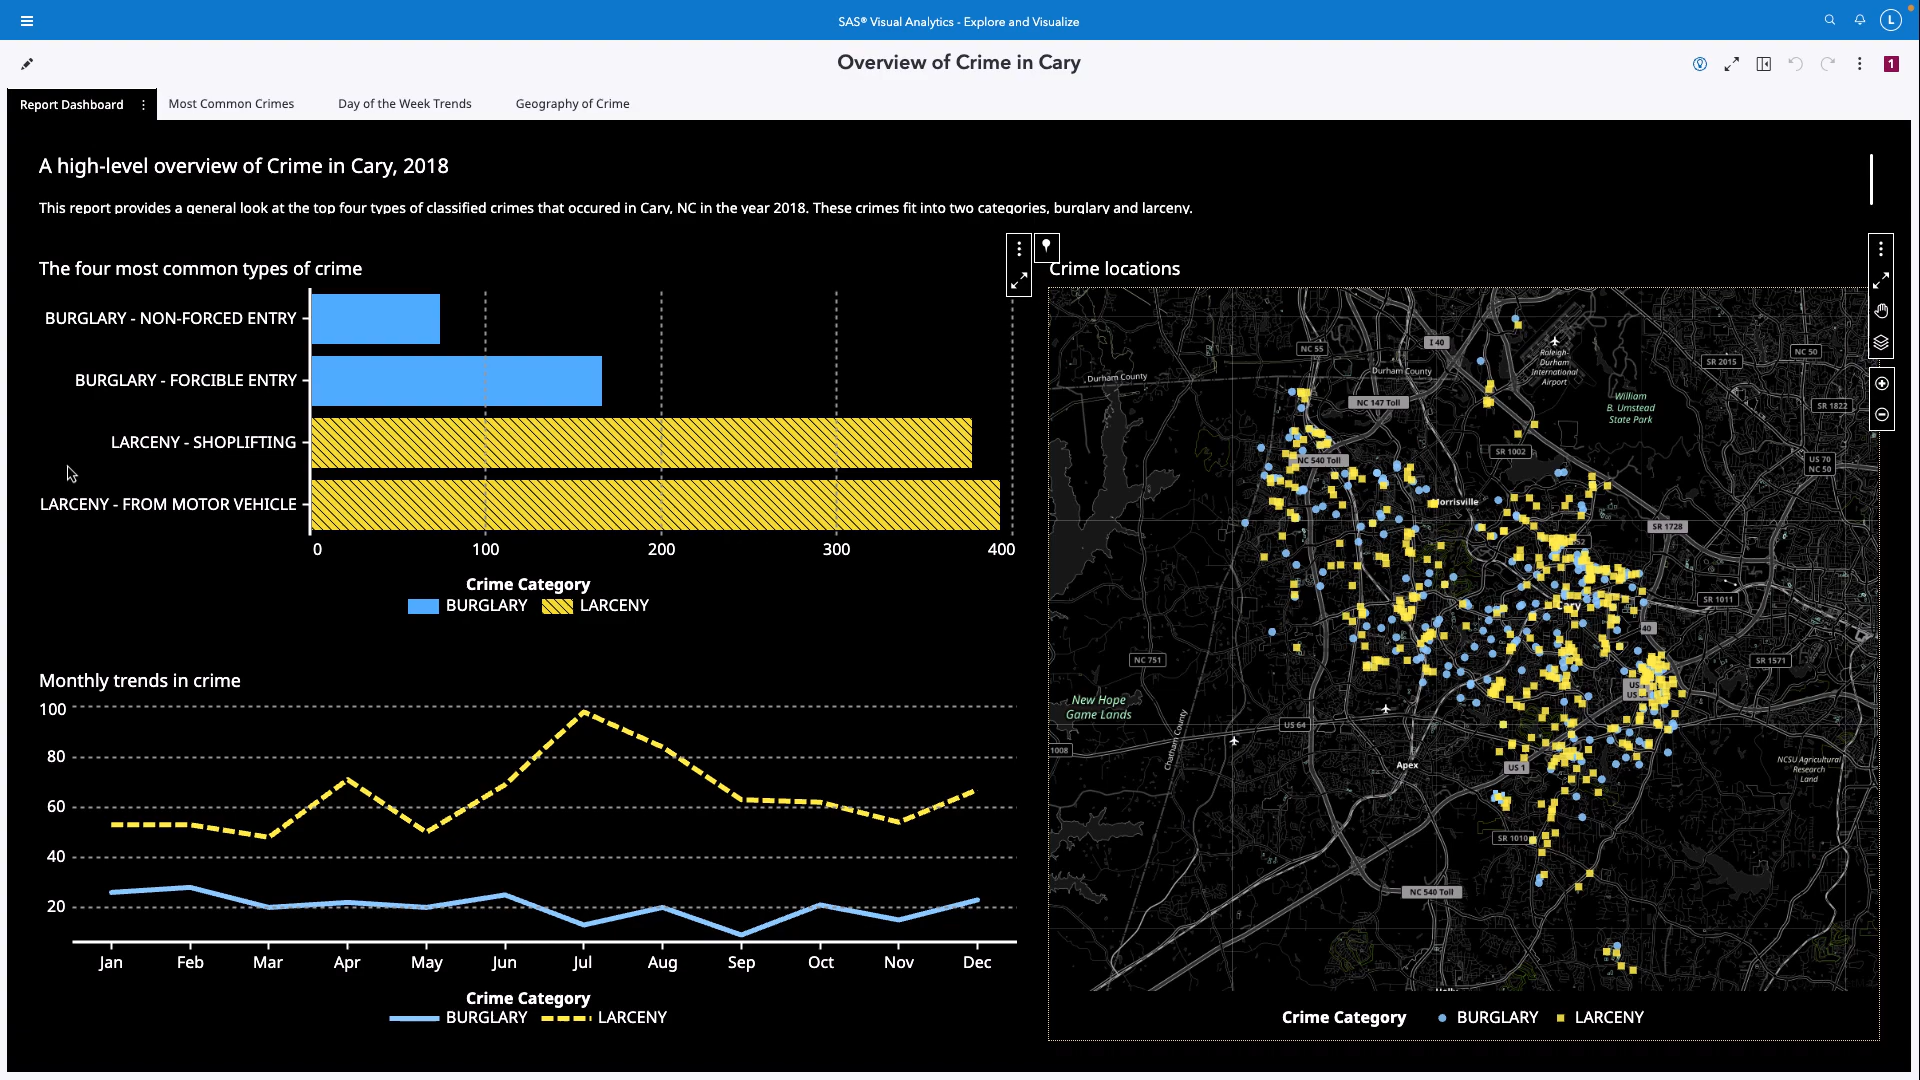 SAS® Visual Analytics - Explore and Visualize
L
Overview of Crime in Cary
1
Report Dashboard
Most Common Crimes
Day of the Week Trends
Geography of Crime
A high-level overview of Crime in Cary, 2018
This report provides a general look at the top four types of classified crimes that occured in Cary, NC in the year 2018. These crimes fit into two categories, burglary and larceny.
The four most common types of crime
BURGLARY - NON-FORCED ENTRY
BURGLARY - FORCIBLE ENTRY
LARCENY - SHOPLIFTING
LARCENY - FROM MOTOR VEHICLE
0 100 200 300 400
Crime Category
BURGLARY LARCENY
Monthly trends in crime
100
80
60
40
20
Jan Feb Mar Apr May Jun Jul Aug Sep Oct Nov Dec
Crime Category
BURGLARY LARCENY
Crime locations
I 40
NC 55
NC 50
SR 2015
Raleigh-
Durham
International
Airport
Durham County
Durham County
NC 147 Toll
William
B. Umstead
State Park
SR 1822
SR 1002
NC 540 Toll
US 70
NC 50
Morrisville
SR 1728
SR 1011
Cary
40
NC 751
SR 1571
US
US
New Hope
Game Lands
US 64
Chatham County
1008
Apex
US 1
NCSU Agricultural
Research
Land
SR 1010
NC 540 Toll
Crime Category BURGLARY LARCENY